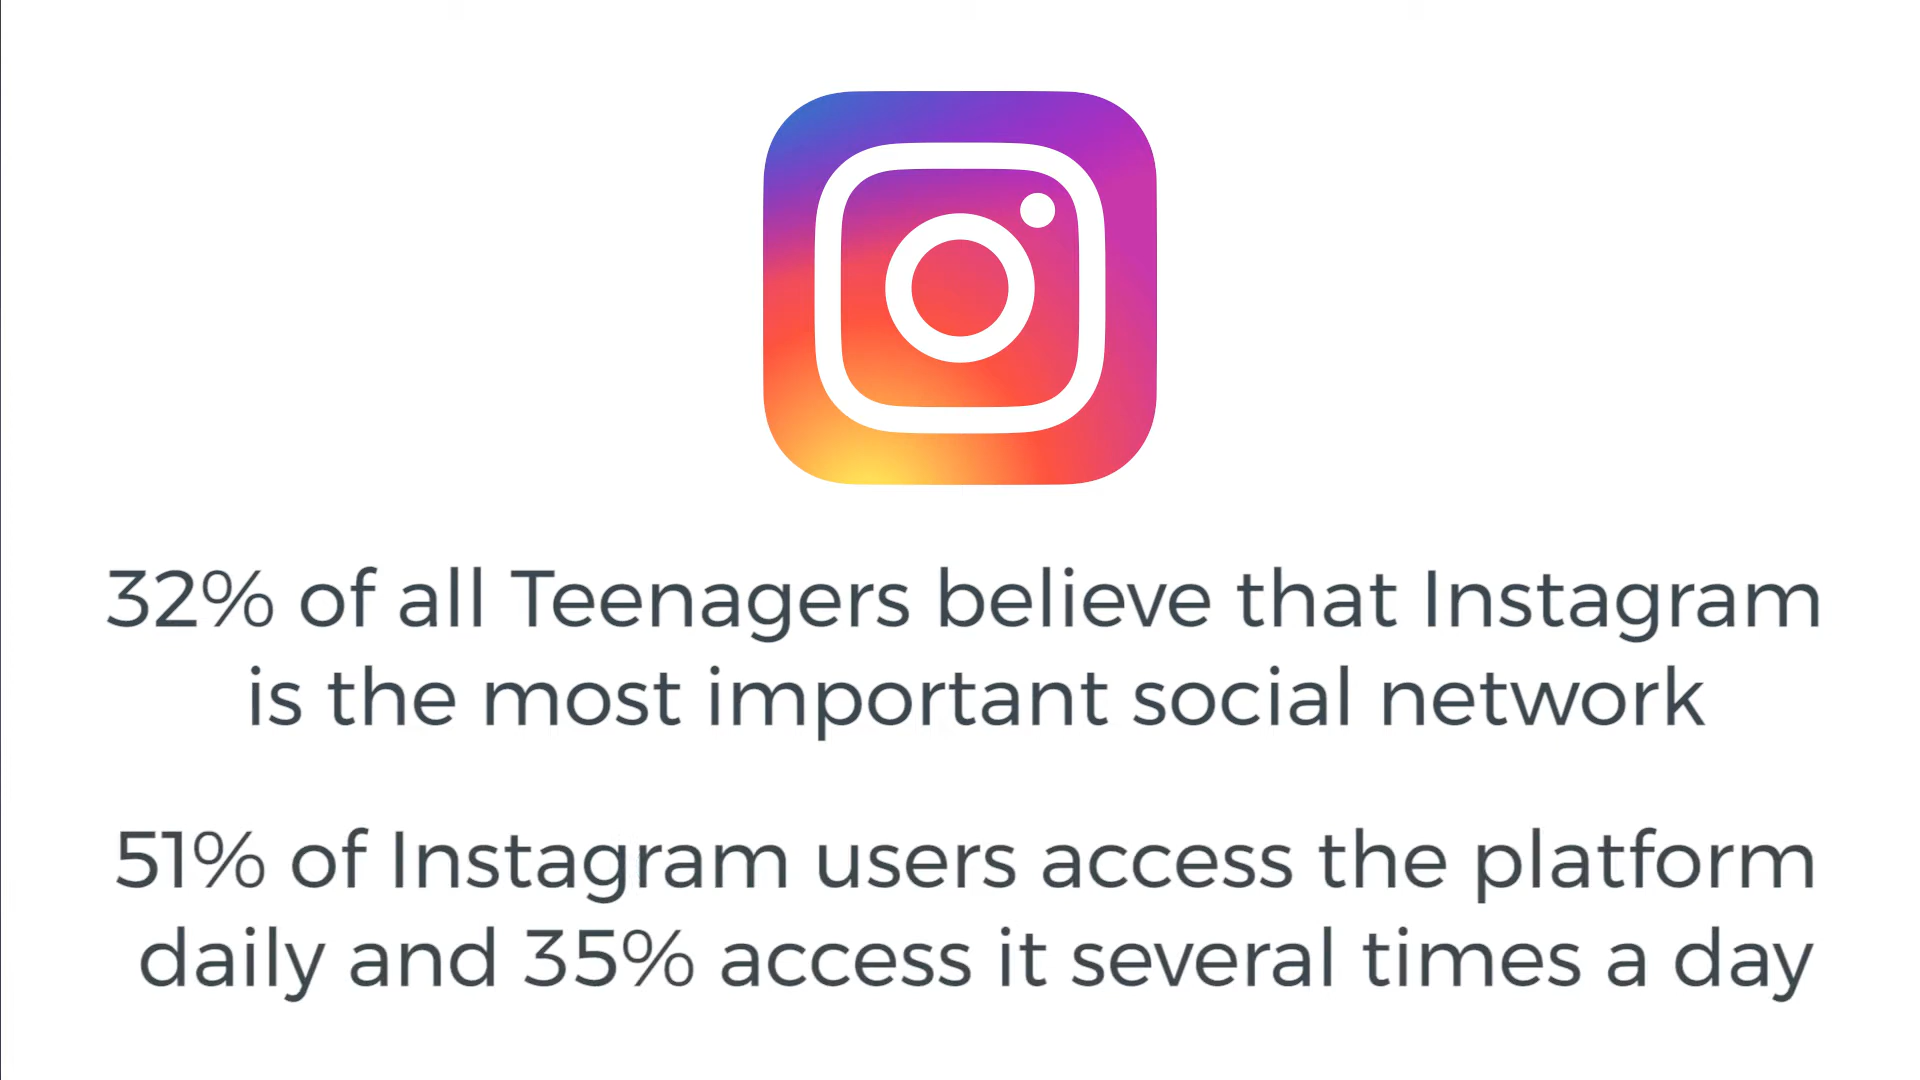 32% of all Teenagers believe that Instagram
is the most important social network
51% of Instagram users access the platform
daily and 35% access it several times a day